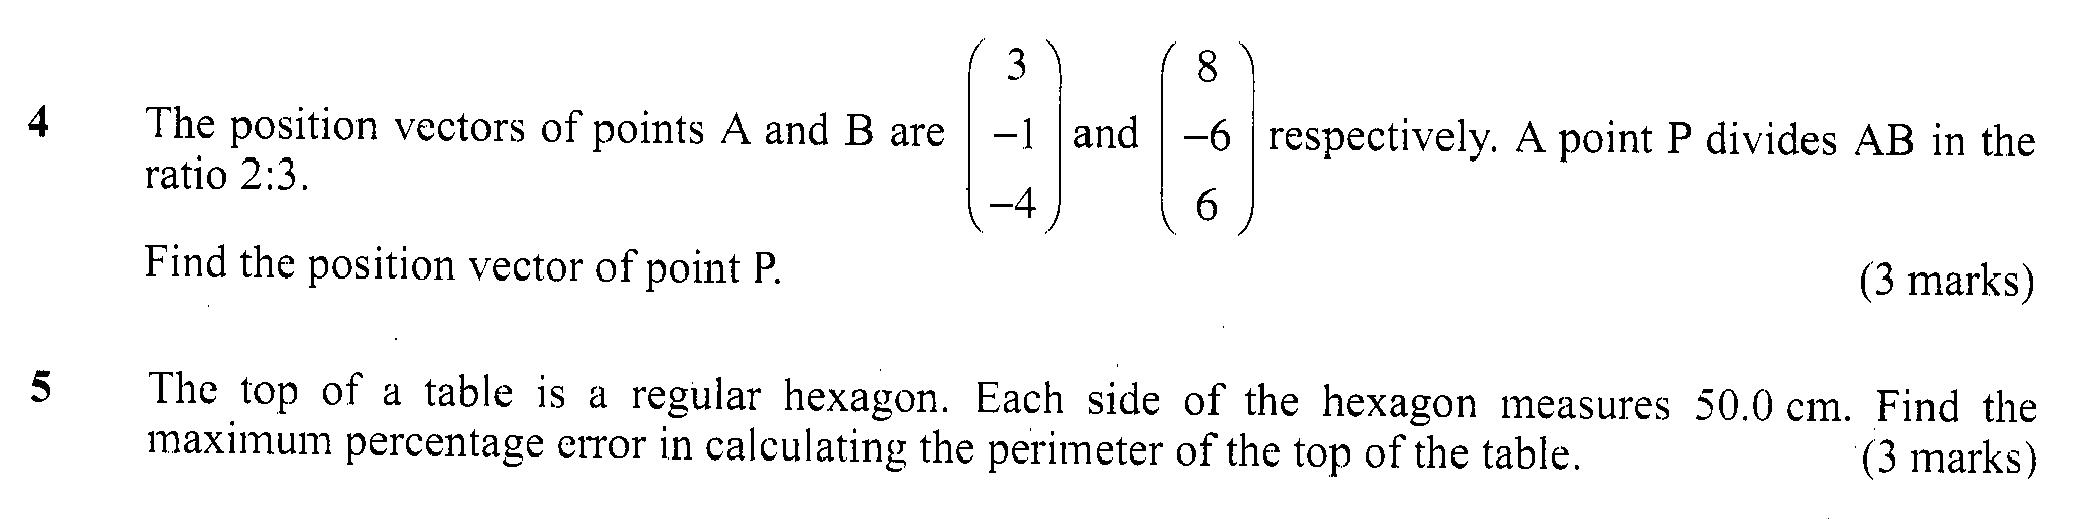 4 The position vectors of points A and B are (3 −1 −4) and (8 −6 6) respectively. A point P divides AB in the
ratio 2:3.
Find the position vector of point P.
(3 marks)
5 The top of a table is a regular hexagon. Each side of the hexagon measures 50.0 cm. Find the
maximum percentage error in calculating the perimeter of the top of the table. (3 marks)